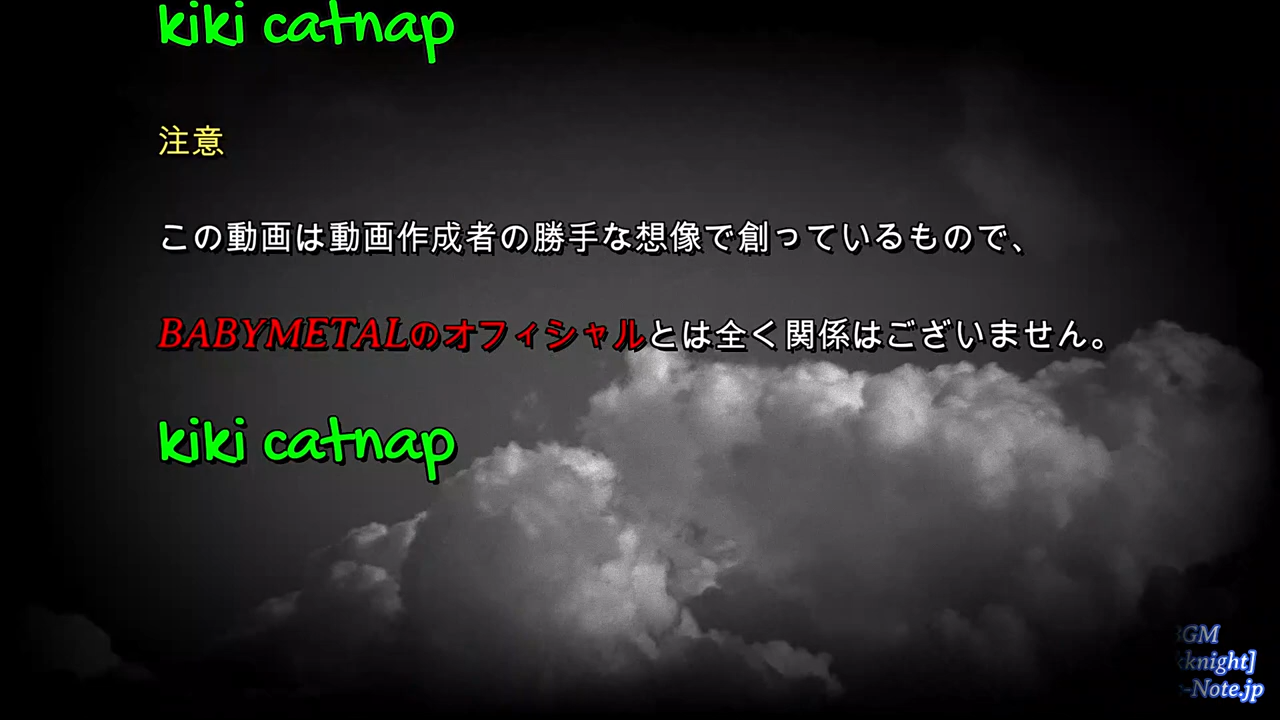 kiki catnap
注意
この動画は動画作成者の勝手な想像で創っているもので、
BABYMETALのオフィシャルとは全く関係はございません。
kiki catnap
BGM
-Note.jp